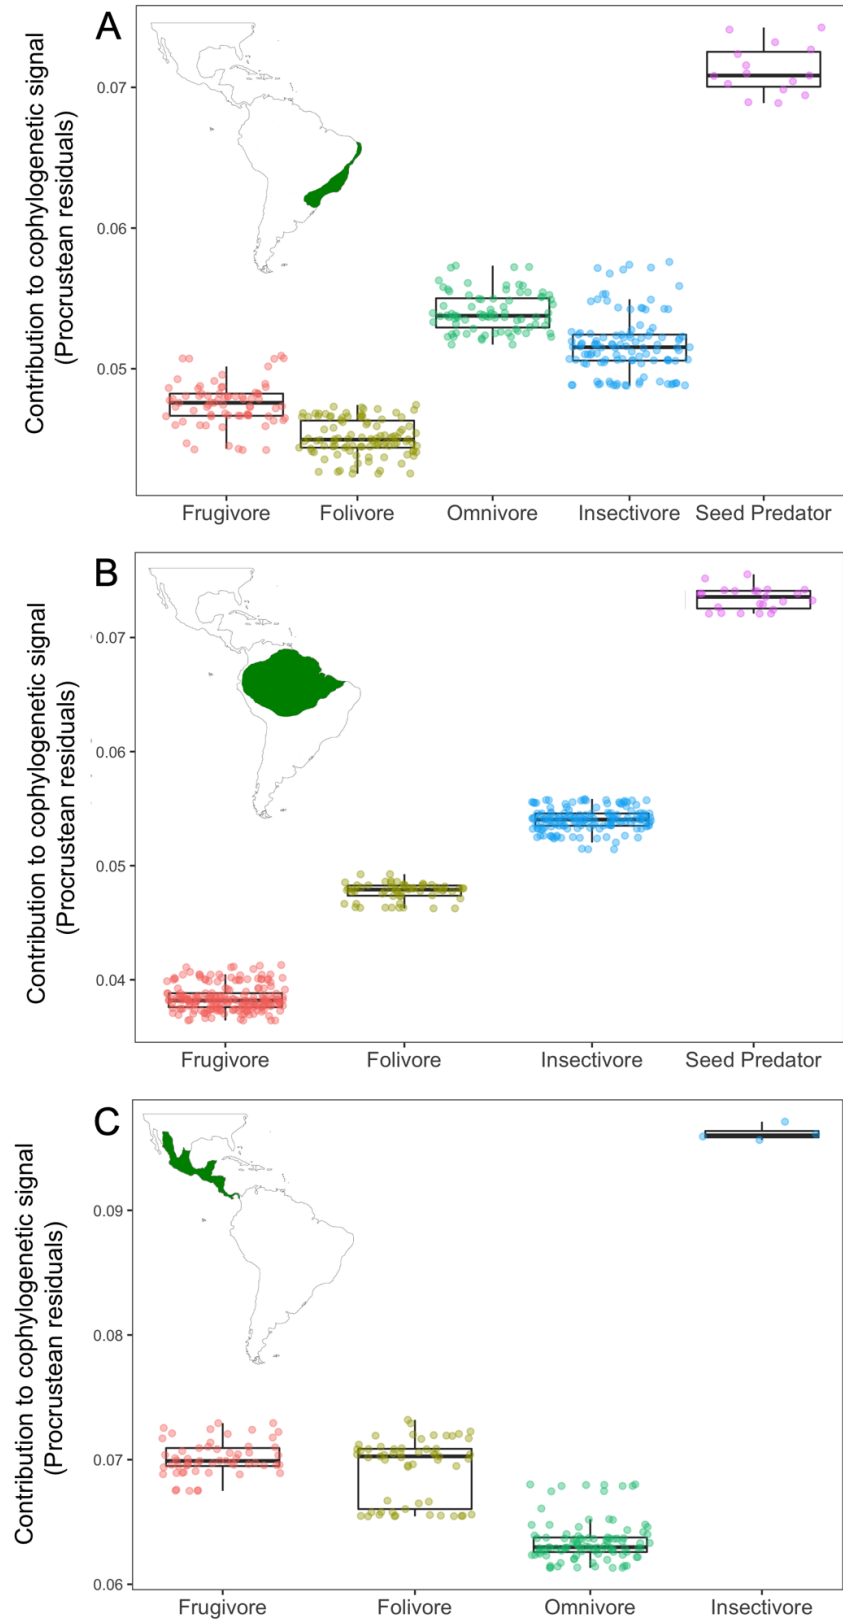 A
Contribution to cophylogenetic signal
(Procrustean residuals)
0.07
0.06
0.05
Frugivore Folivore Omnivore Insectivore Seed Predator
B
Contribution to cophylogenetic signal
(Procrustean residuals)
0.07
0.06
0.05
0.04
Frugivore Folivore Insectivore Seed Predator
C
Contribution to cophylogenetic signal
(Procrustean residuals)
0.09
0.08
0.07
0.06
Frugivore Folivore Omnivore Insectivore